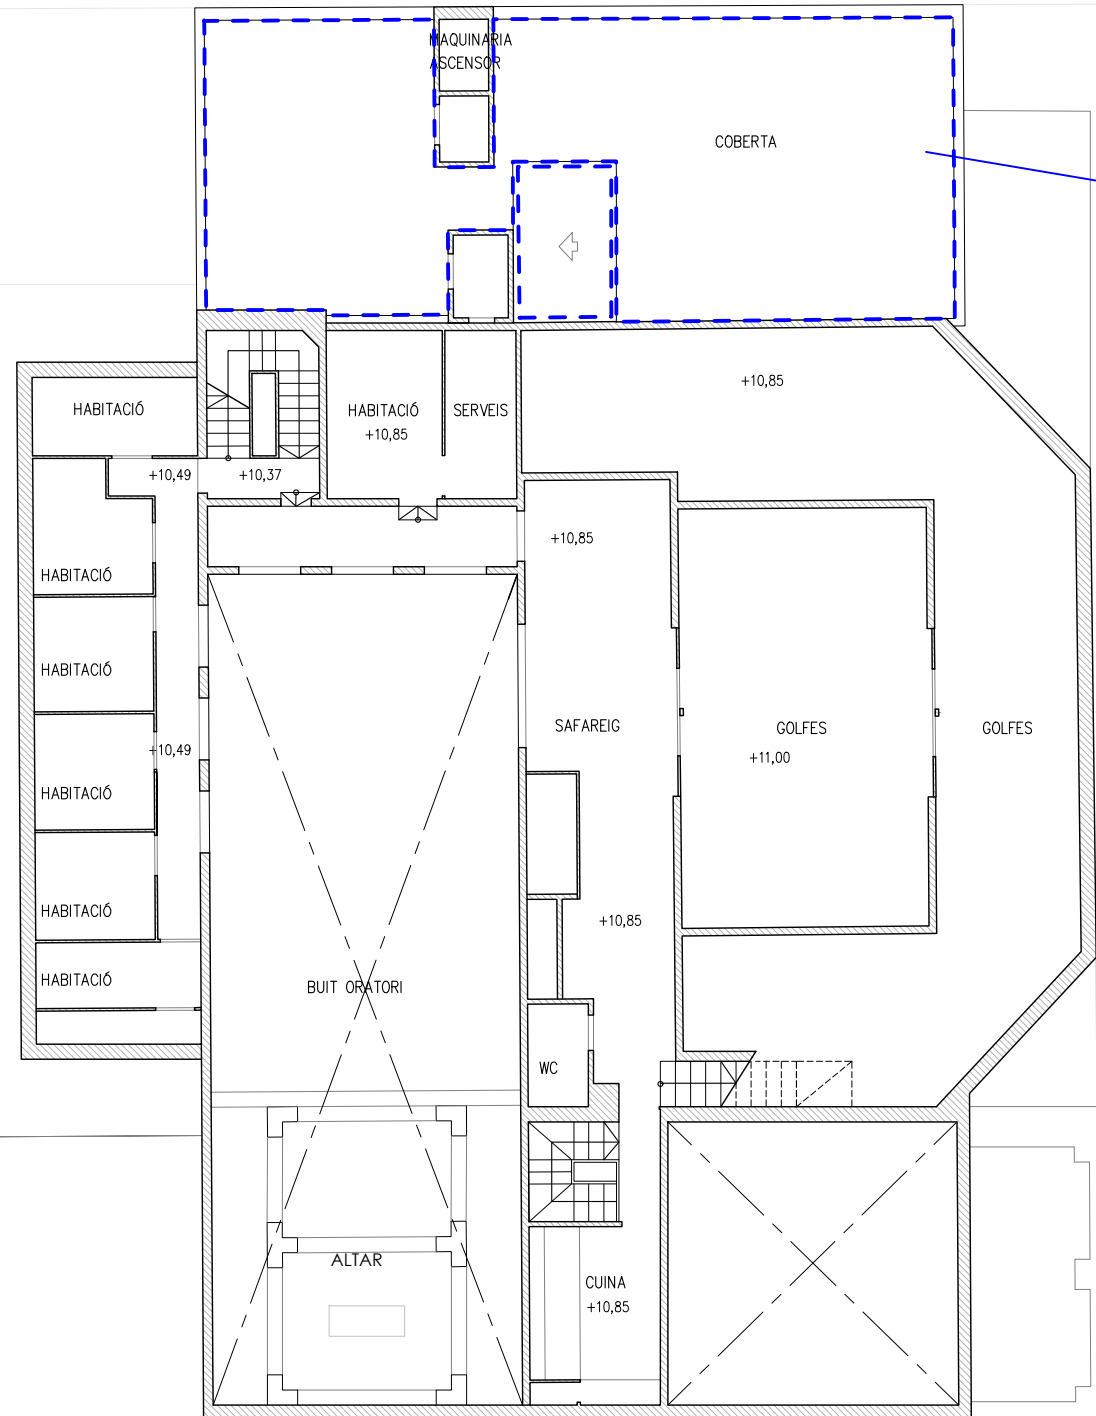 MAQUINARIA
ASCENSOR
COBERTA
+10,85
HABITACIÓ
HABITACIÓ
+10,85
SERVEIS
+10,49
+10,37
+10,85
HABITACIÓ
HABITACIÓ
SAFAREIG
GOLFES
+11,00
GOLFES
+10,49
HABITACIÓ
HABITACIÓ
+10,85
HABITACIÓ
BUIT ORATORI
WC
ALTAR
CUINA
+10,85